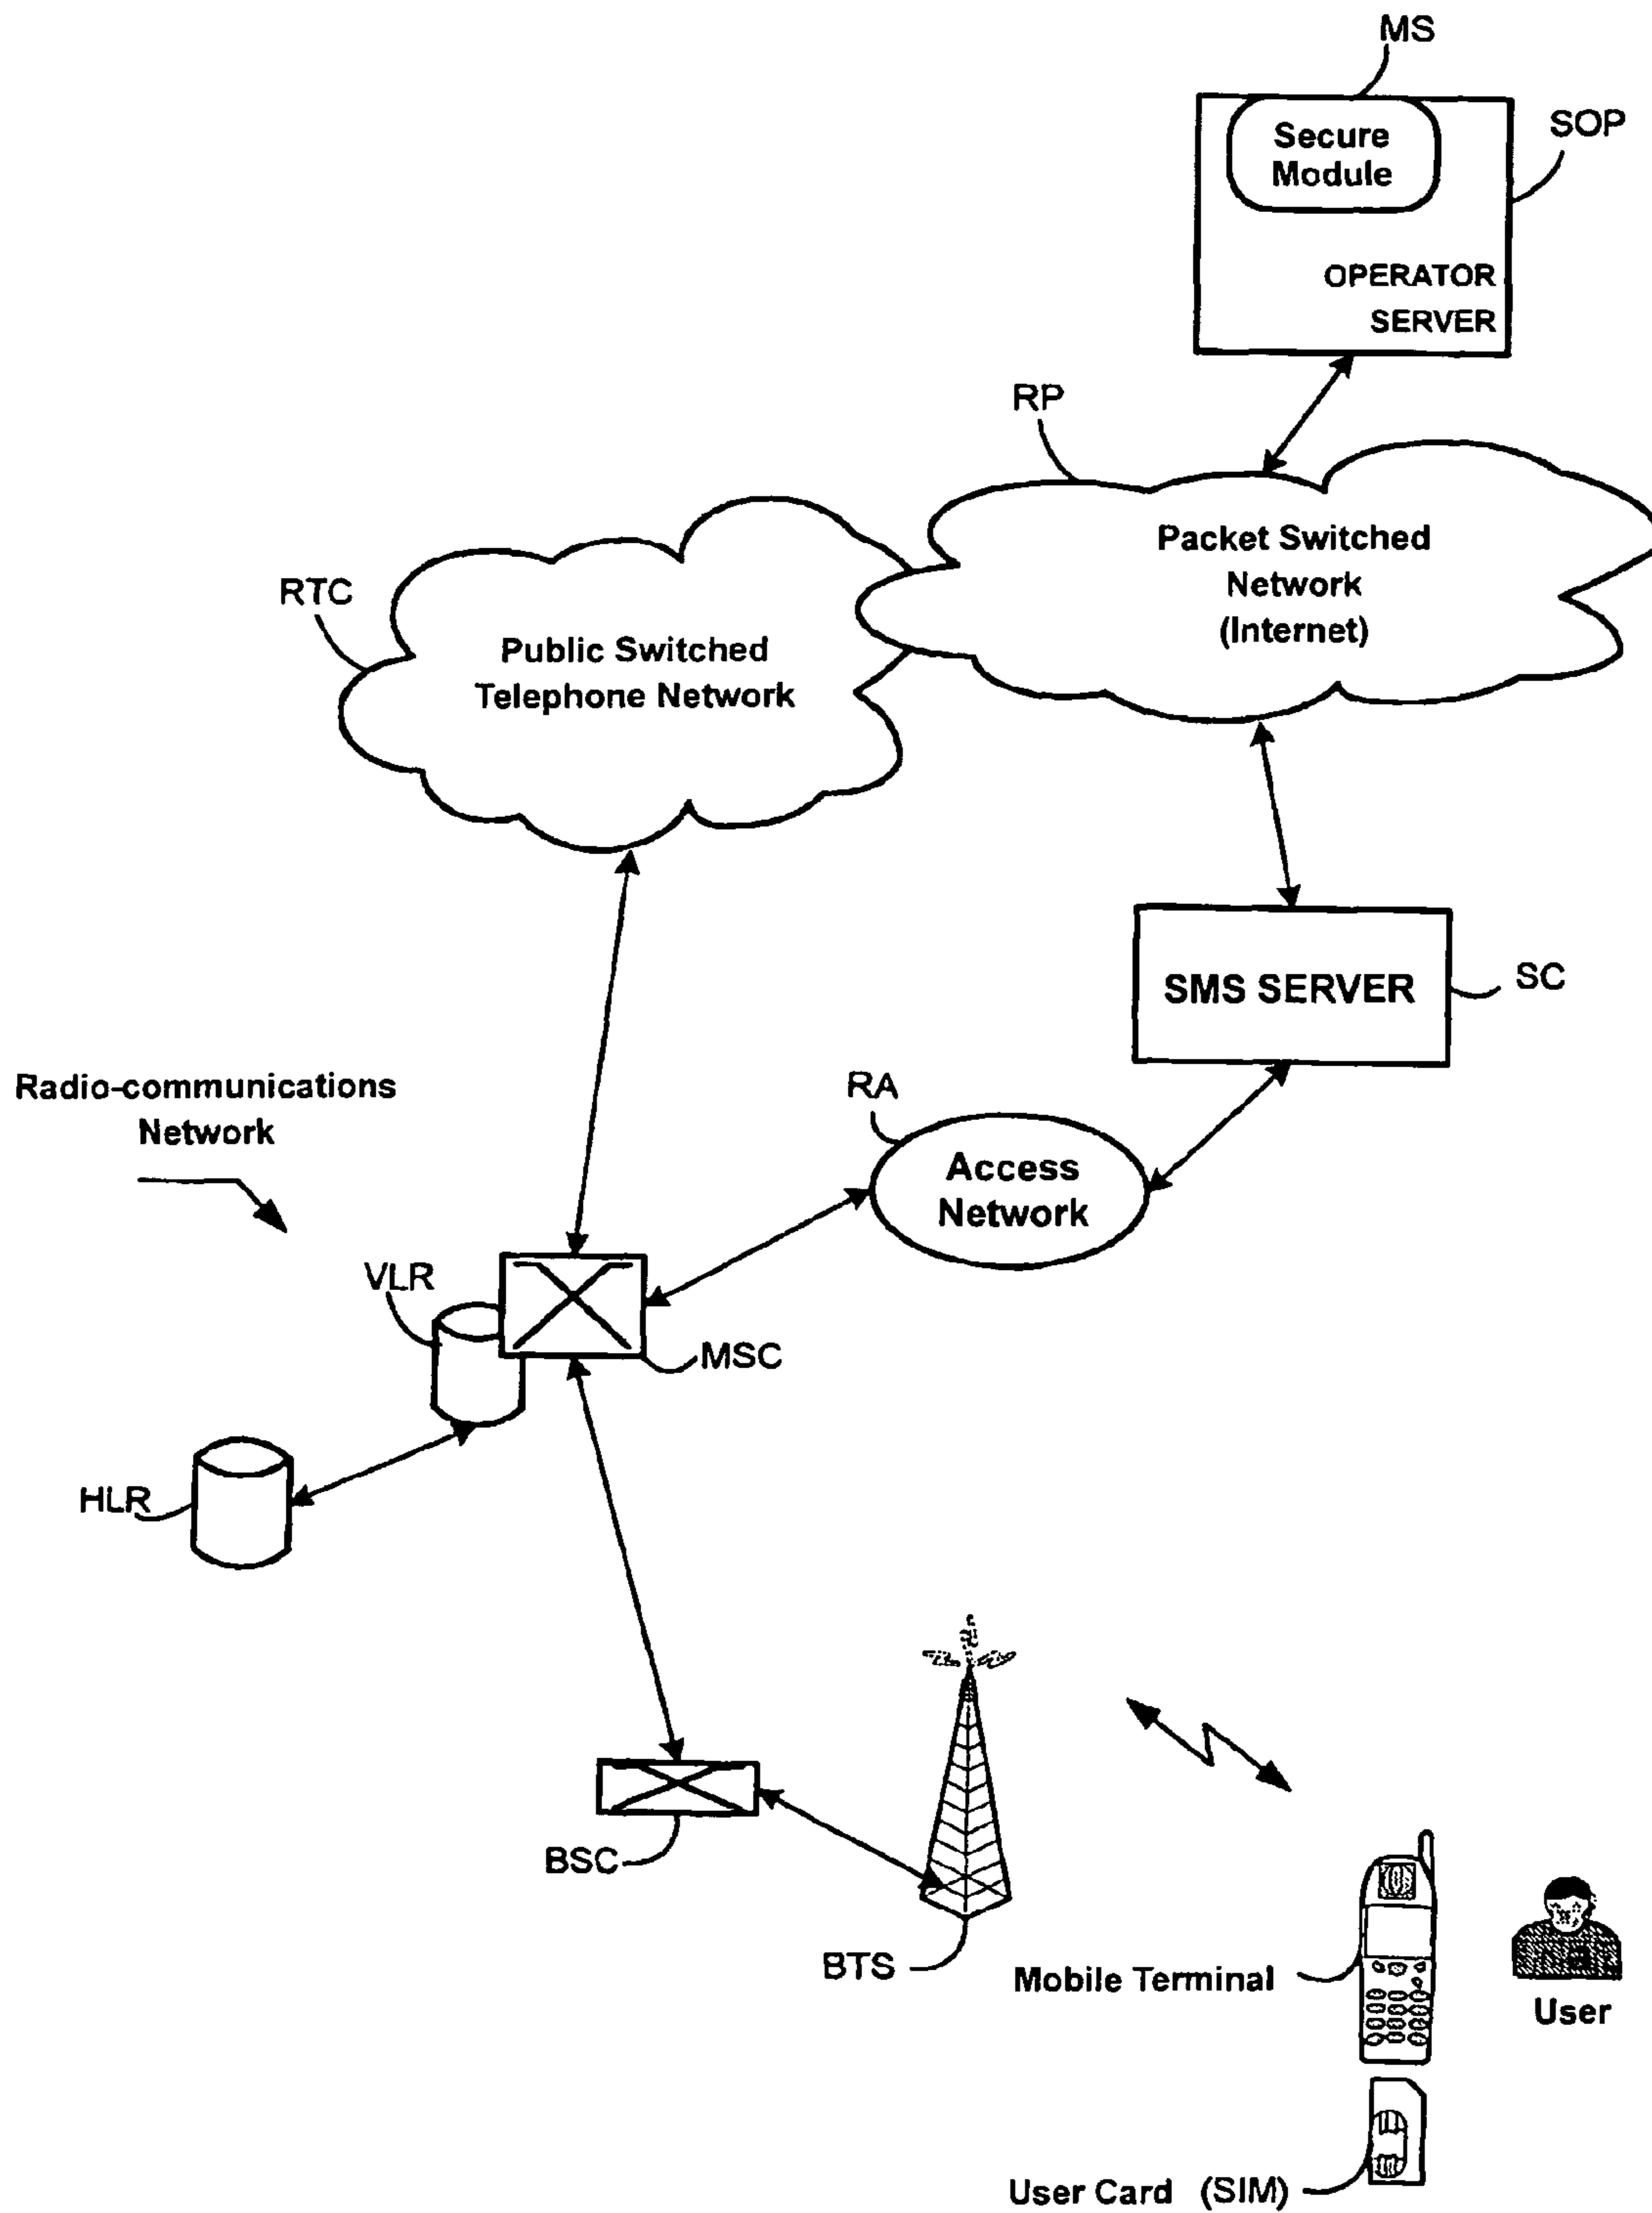 MS
Secure
Module
SOP
OPERATOR
SERVER
RP
Packet Switched
Network
(Internet)
RTC
Public Switched
Telephone Network
SMS SERVER
SC
Radio-communications
Network
RA
Access
Network
VLR
MSC
HLR
BSC
BTS
Mobile Terminal
User
User Card (SIM)